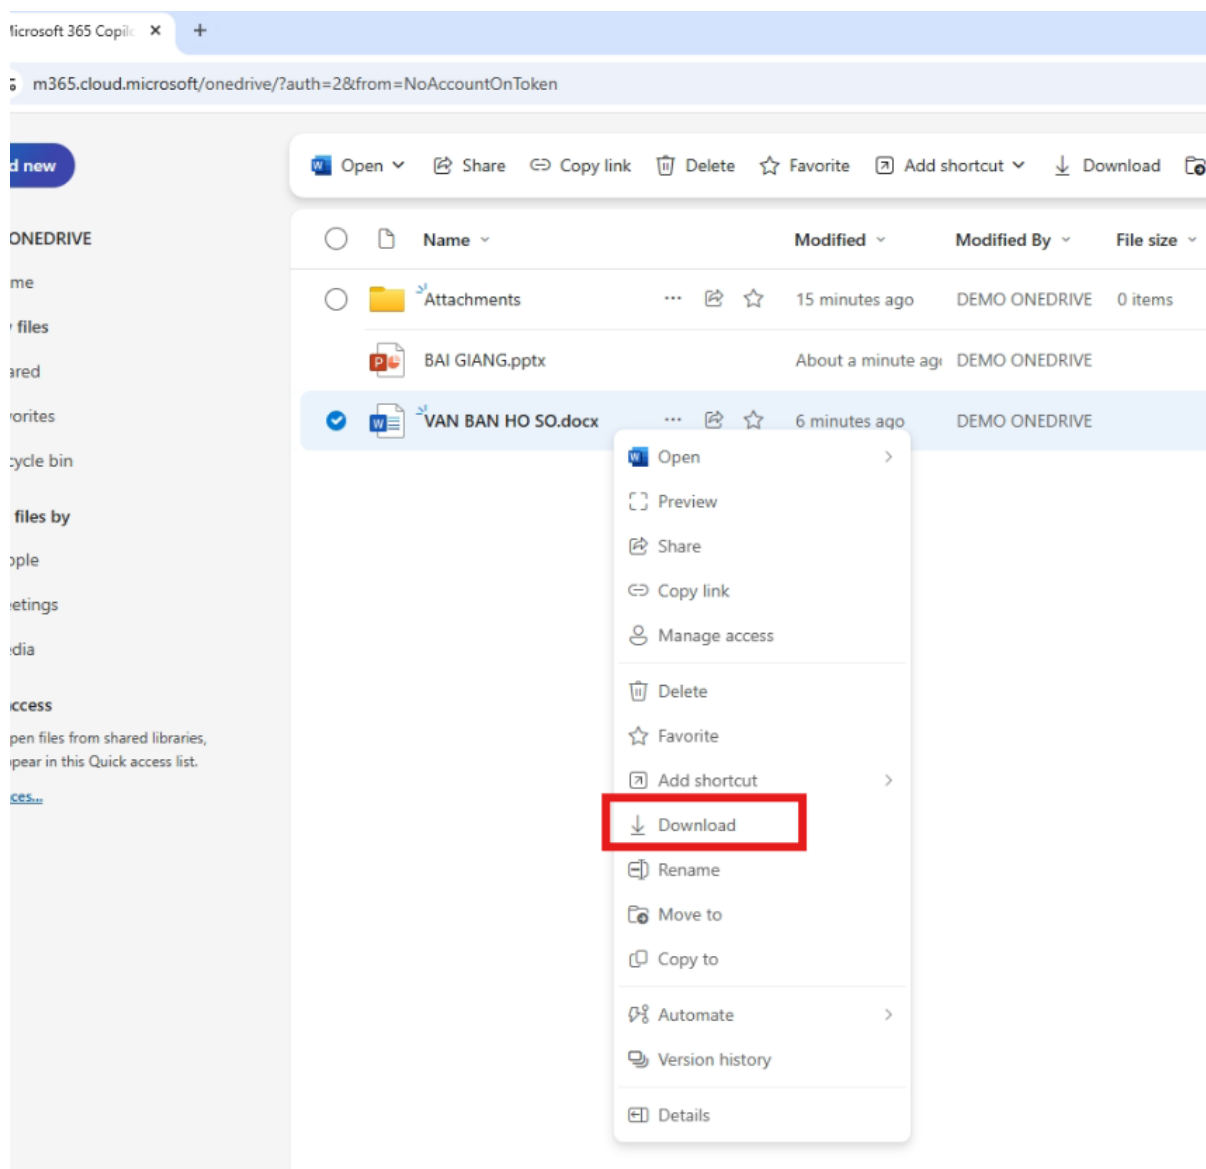 Microsoft 365 Copilo
m365.cloud.microsoft/onedrive/?auth=2&from=NoAccountOnToken
d new
Open Share Copy link Delete Favorite Add shortcut Download
ONEDRIVE
Name Modified Modified By File size
me
Attachments ... 15 minutes ago DEMO ONEDRIVE 0 items
files
BAI GIANG.pptx About a minute ago DEMO ONEDRIVE
ared
VAN BAN HO SO.docx ... 6 minutes ago DEMO ONEDRIVE
orites
Open
cycle bin
Preview
files by
Share
ople
Copy link
etings
Manage access
dia
Delete
ccess
Favorite
pen files from shared libraries,
ppear in this Quick access list.
Add shortcut
ces...
Download
Rename
Move to
Copy to
Automate
Version history
Details